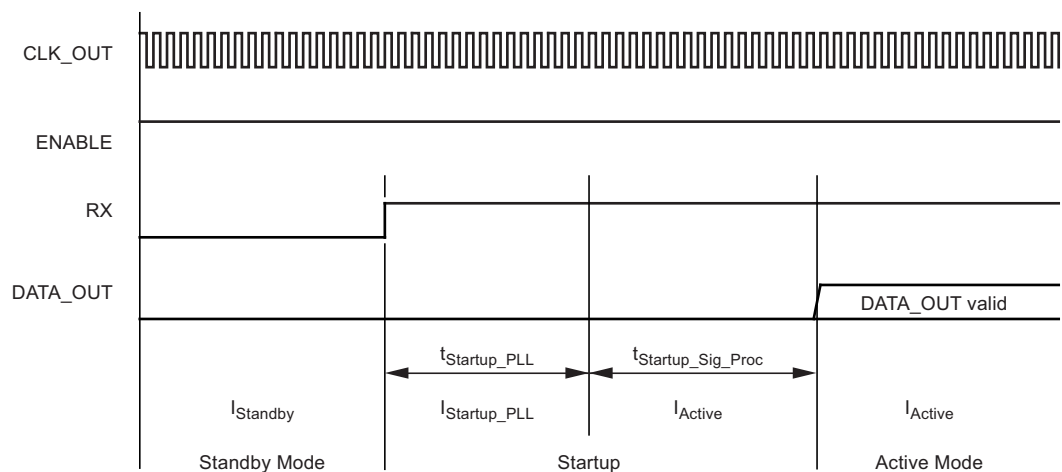 CLK_OUT
ENABLE
RX
DATA_OUT
DATA_OUT valid
tStartup_PLL
tStartup_Sig_Proc
IStandby
IStartup_PLL
IActive
IActive
Standby Mode
Startup
Active Mode